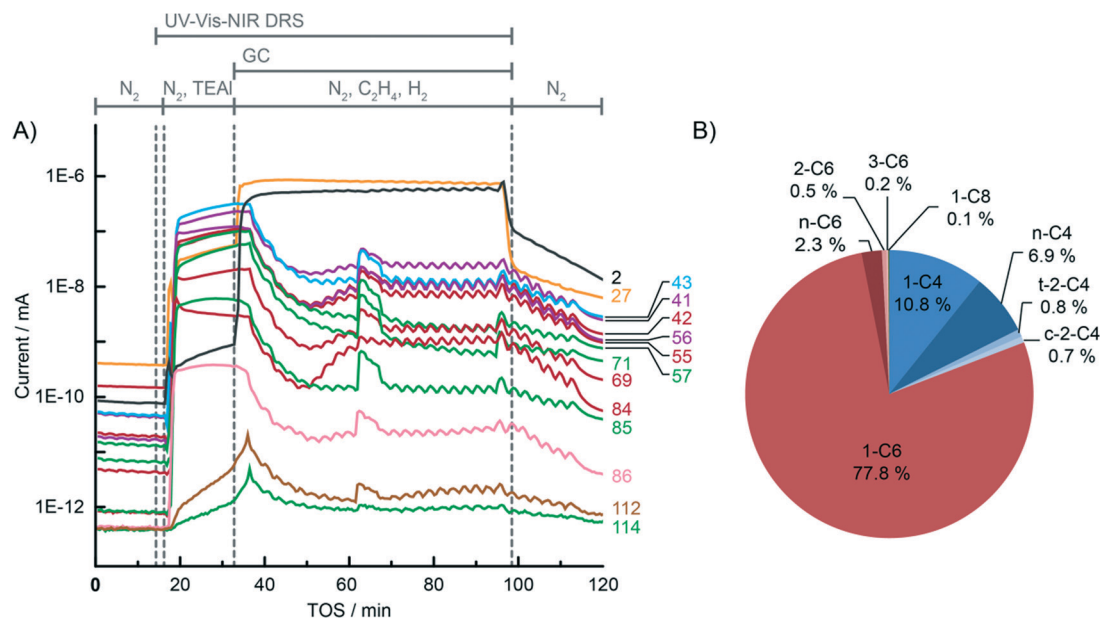 UV-Vis-NIR DRS
GC
N₂
N₂, TEAl
N₂, C₂H₄, H₂
N₂
A)
Current / mA
1E-6
1E-8
1E-10
1E-12
0
20
40
60
80
100
120
TOS / min
2
27
43
41
42
56
55
57
71
69
84
85
86
112
114
B)
3-C6
0.2 %
2-C6
0.5 %
1-C8
0.1 %
n-C6
2.3 %
n-C4
6.9 %
1-C4
10.8 %
t-2-C4
0.8 %
c-2-C4
0.7 %
1-C6
77.8 %